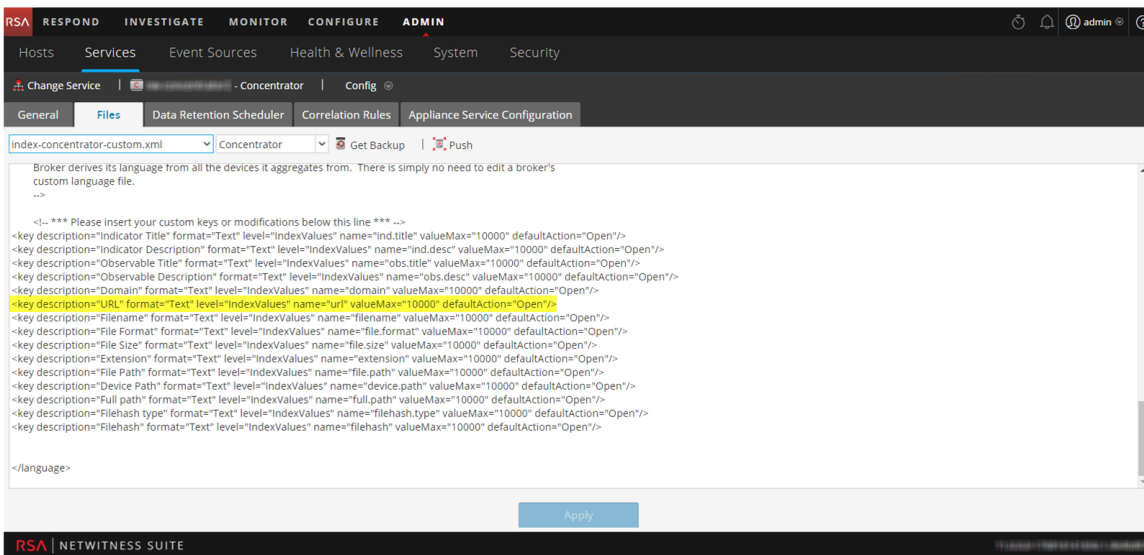 RSA RESPOND INVESTIGATE MONITOR CONFIGURE ADMIN admin
Hosts Services Event Sources Health & Wellness System Security
Change Service | - Concentrator | Config
General Files Data Retention Scheduler Correlation Rules Appliance Service Configuration
index-concentrator-custom.xml Concentrator Get Backup | Push
Broker derives its language from all the devices it aggregates from. There is simply no need to edit a broker's
custom language file.
-->
<!-- *** Please insert your custom keys or modifications below this line *** -->
<key description="Indicator Title" format="Text" level="IndexValues" name="ind.title" valueMax="10000" defaultAction="Open"/>
<key description="Indicator Description" format="Text" level="IndexValues" name="ind.desc" valueMax="10000" defaultAction="Open"/>
<key description="Observable Title" format="Text" level="IndexValues" name="obs.title" valueMax="10000" defaultAction="Open"/>
<key description="Observable Description" format="Text" level="IndexValues" name="obs.desc" valueMax="10000" defaultAction="Open"/>
<key description="Domain" format="Text" level="IndexValues" name="domain" valueMax="10000" defaultAction="Open"/>
<key description="URL" format="Text" level="IndexValues" name="url" valueMax="10000" defaultAction="Open"/>
<key description="Filename" format="Text" level="IndexValues" name="filename" valueMax="10000" defaultAction="Open"/>
<key description="File Format" format="Text" level="IndexValues" name="file.format" valueMax="10000" defaultAction="Open"/>
<key description="File Size" format="Text" level="IndexValues" name="file.size" valueMax="10000" defaultAction="Open"/>
<key description="Extension" format="Text" level="IndexValues" name="extension" valueMax="10000" defaultAction="Open"/>
<key description="File Path" format="Text" level="IndexValues" name="file.path" valueMax="10000" defaultAction="Open"/>
<key description="Device Path" format="Text" level="IndexValues" name="device.path" valueMax="10000" defaultAction="Open"/>
<key description="Full path" format="Text" level="IndexValues" name="full.path" valueMax="10000" defaultAction="Open"/>
<key description="Filehash type" format="Text" level="IndexValues" name="filehash.type" valueMax="10000" defaultAction="Open"/>
<key description="Filehash" format="Text" level="IndexValues" name="filehash" valueMax="10000" defaultAction="Open"/>
</language>
Apply
RSA | NETWITNESS SUITE